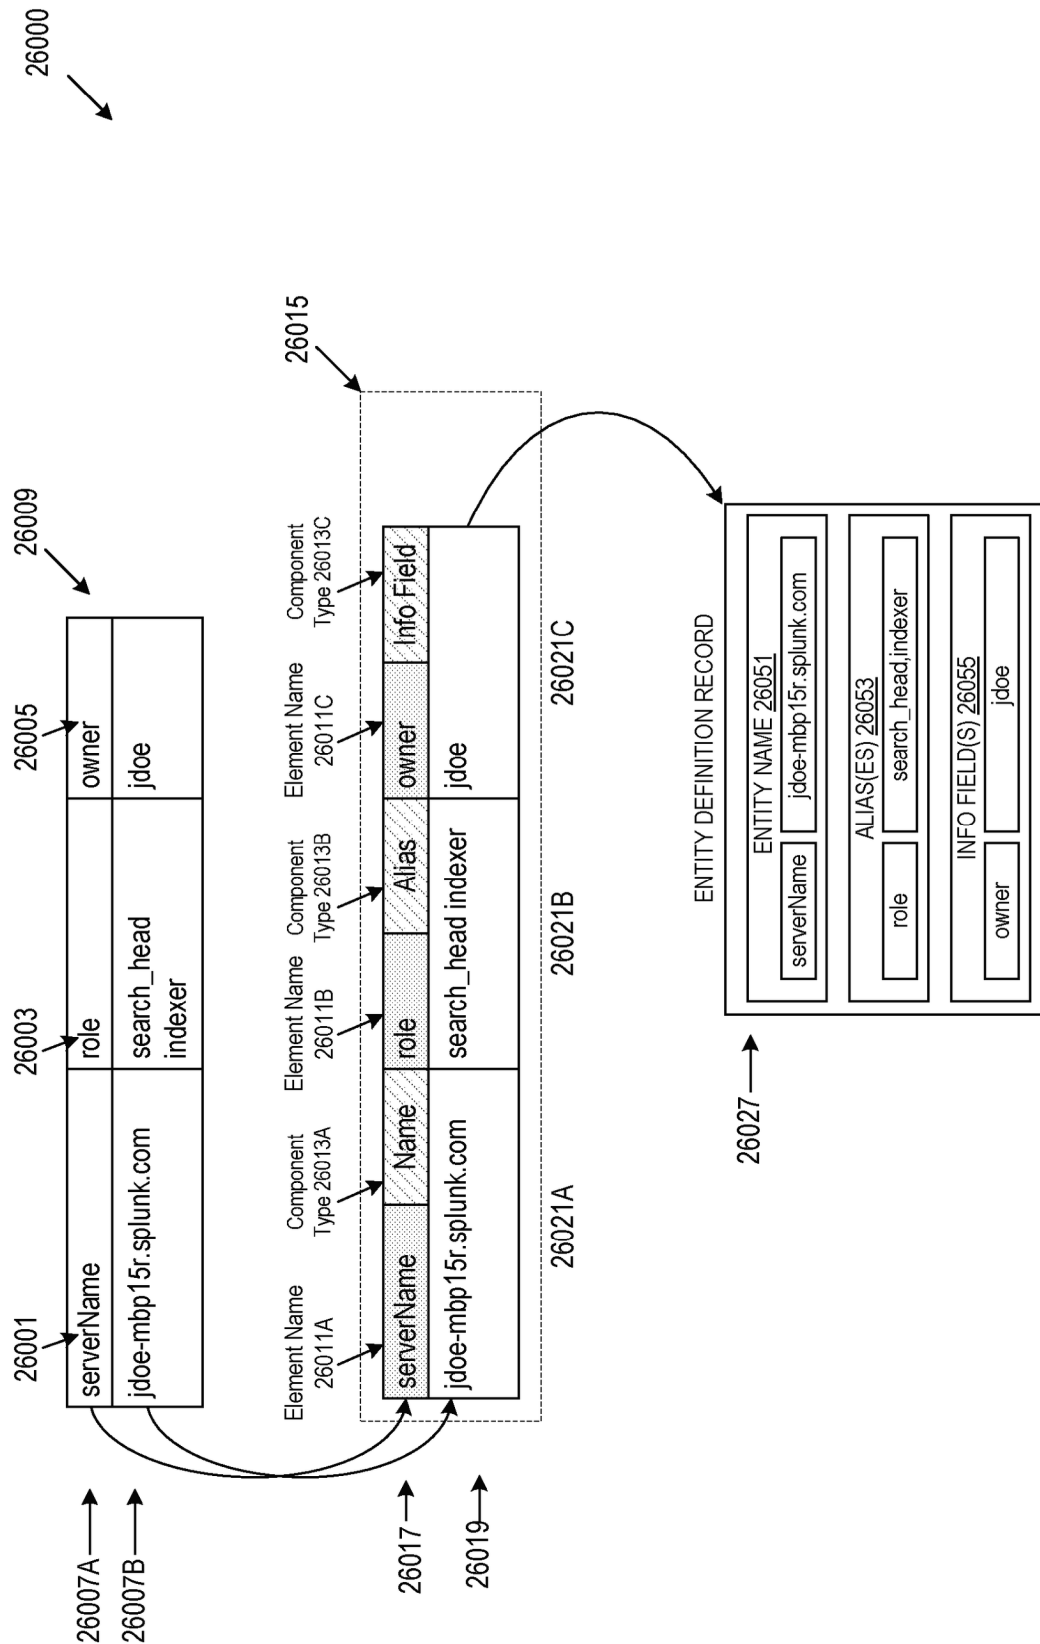 26000
26009
26001
26003
26005
26007A
serverName
role
owner
26007B
jdoe-mbp15r.splunk.com
search_head
indexer
jdoe
26015
Element Name
26011A
Component
Type 26013A
Element Name
26011B
Component
Type 26013B
Element Name
26011C
Component
Type 26013C
26017
serverName
Name
role
Alias
owner
Info Field
26019
jdoe-mbp15r.splunk.com
search_head indexer
jdoe
26021A
26021B
26021C
ENTITY DEFINITION RECORD
26027
ENTITY NAME 26051
serverName
jdoe-mbp15r.splunk.com
ALIAS(ES) 26053
role
search_head,indexer
INFO FIELD(S) 26055
owner
jdoe